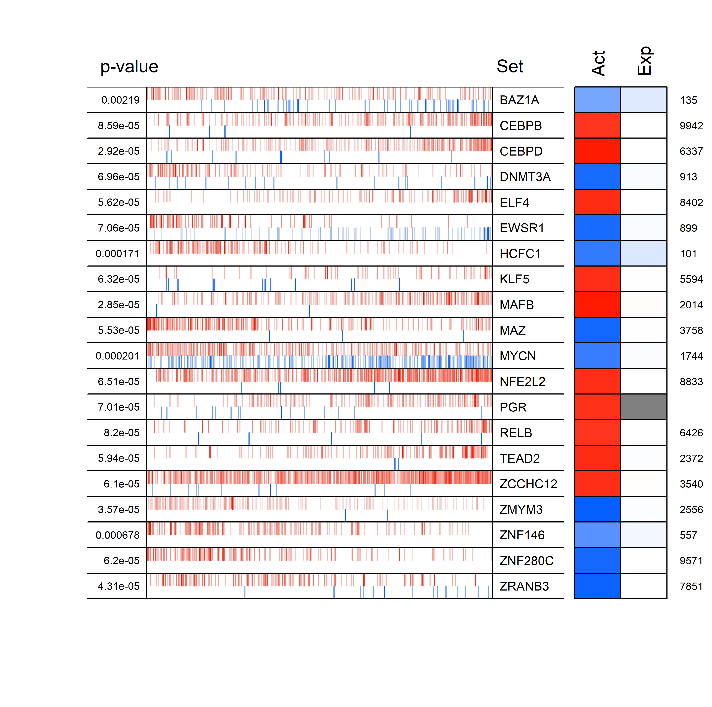 p-value Set Act Exp
0.00219 BAZ1A 135
8.59e-05 CEBPB 9942
2.92e-05 CEBPD 6337
6.96e-05 DNMT3A 913
5.62e-05 ELF4 8402
7.06e-05 EWSR1 899
0.000171 HCFC1 101
6.32e-05 KLF5 5594
2.85e-05 MAFB 2014
5.53e-05 MAZ 3758
0.000201 MYCN 1744
6.51e-05 NFE2L2 8833
7.01e-05 PGR
8.2e-05 RELB 6426
5.94e-05 TEAD2 2372
6.1e-05 ZCCHC12 3540
3.57e-05 ZMYM3 2556
0.000678 ZNF146 557
6.2e-05 ZNF280C 9571
4.31e-05 ZRANB3 7851